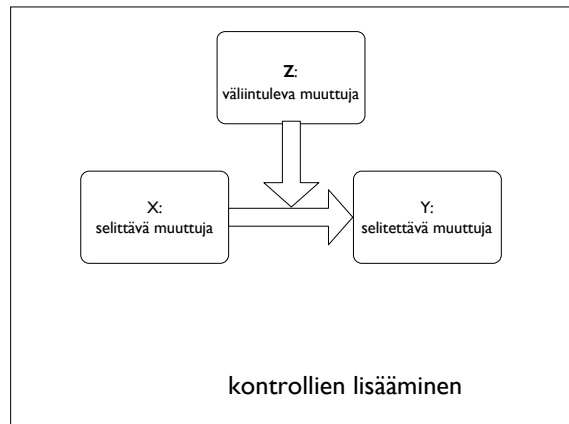 Z:
väliintuleva muuttuja
X:
selittävä muuttuja
Y:
selitettävä muuttuja
kontrollien lisääminen